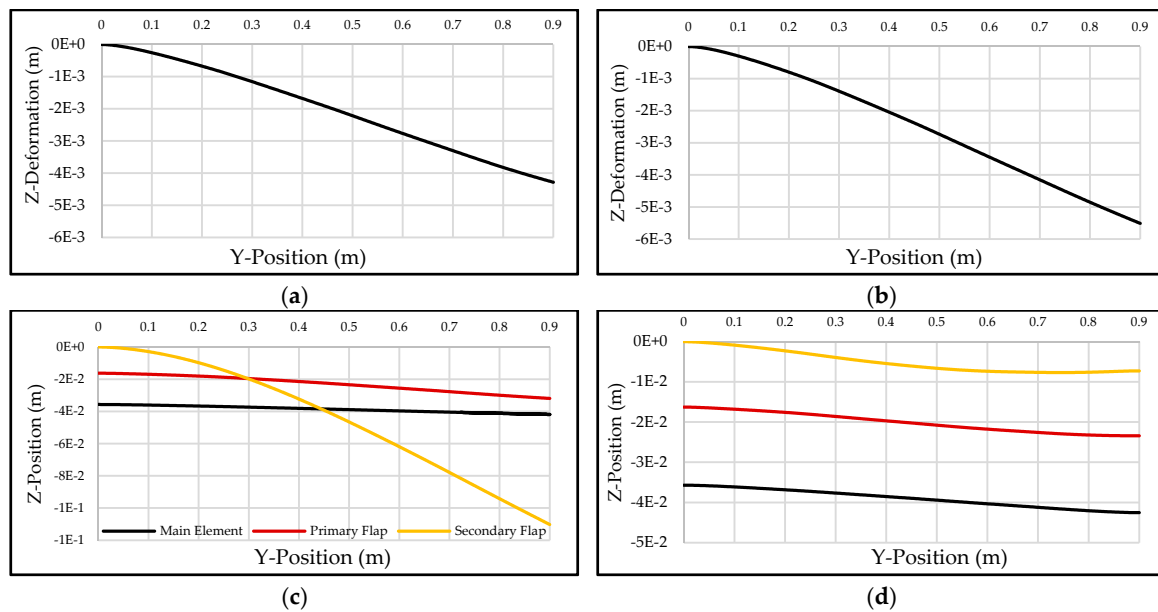 0 0.1 0.2 0.3 0.4 0.5 0.6 0.7 0.8 0.9
0E+0
-1E-3
-2E-3
-3E-3
-4E-3
-5E-3
-6E-3
Z-Deformation (m)
Y-Position (m)
(a)
0 0.1 0.2 0.3 0.4 0.5 0.6 0.7 0.8 0.9
0E+0
-1E-3
-2E-3
-3E-3
-4E-3
-5E-3
-6E-3
Z-Deformation (m)
Y-Position (m)
(b)
0 0.1 0.2 0.3 0.4 0.5 0.6 0.7 0.8 0.9
0E+0
-2E-2
-4E-2
-6E-2
-8E-2
-1E-1
-1E-1
Z-Position (m)
Main Element Primary Flap Secondary Flap
Y-Position (m)
(c)
0 0.1 0.2 0.3 0.4 0.5 0.6 0.7 0.8 0.9
0E+0
-1E-2
-2E-2
-3E-2
-4E-2
-5E-2
Z-Position (m)
Y-Position (m)
(d)